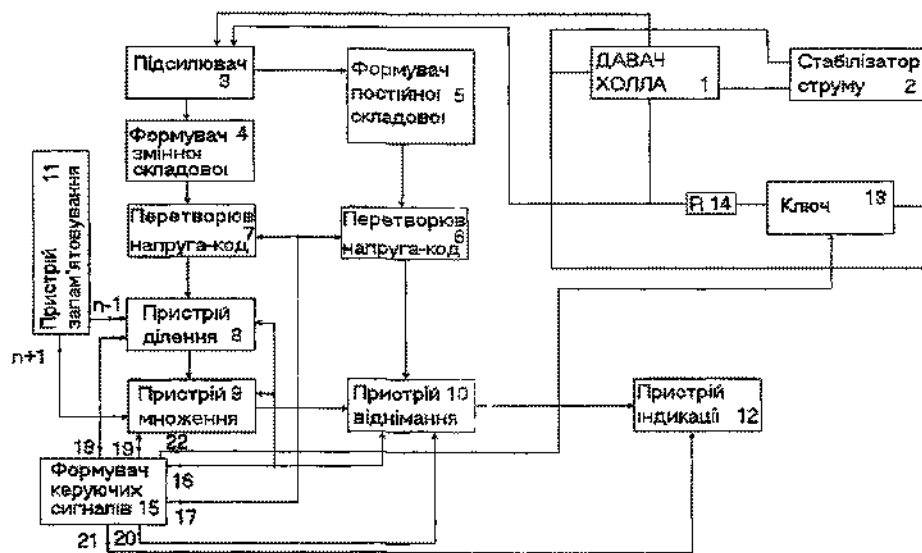 Підсилювач
3
Формувач
постійної 5
складової
ДАВАЧ
ХОЛЛА 1
Стабілізатор
струму 2
Формувач 4
змінної
складової
11
Пристрій
запам'ятовування
Перетворюв
напруга-код
7
Перетворюв
напруга-код
6
R 14
Ключ 13
n-1
Пристрій
ділення 8
n+1
Пристрій 9
множення
Пристрій 10
віднімання
Пристрій
індикації 12
18 19 22
Формувач
керуючих
сигналів 15
16
17
21 20